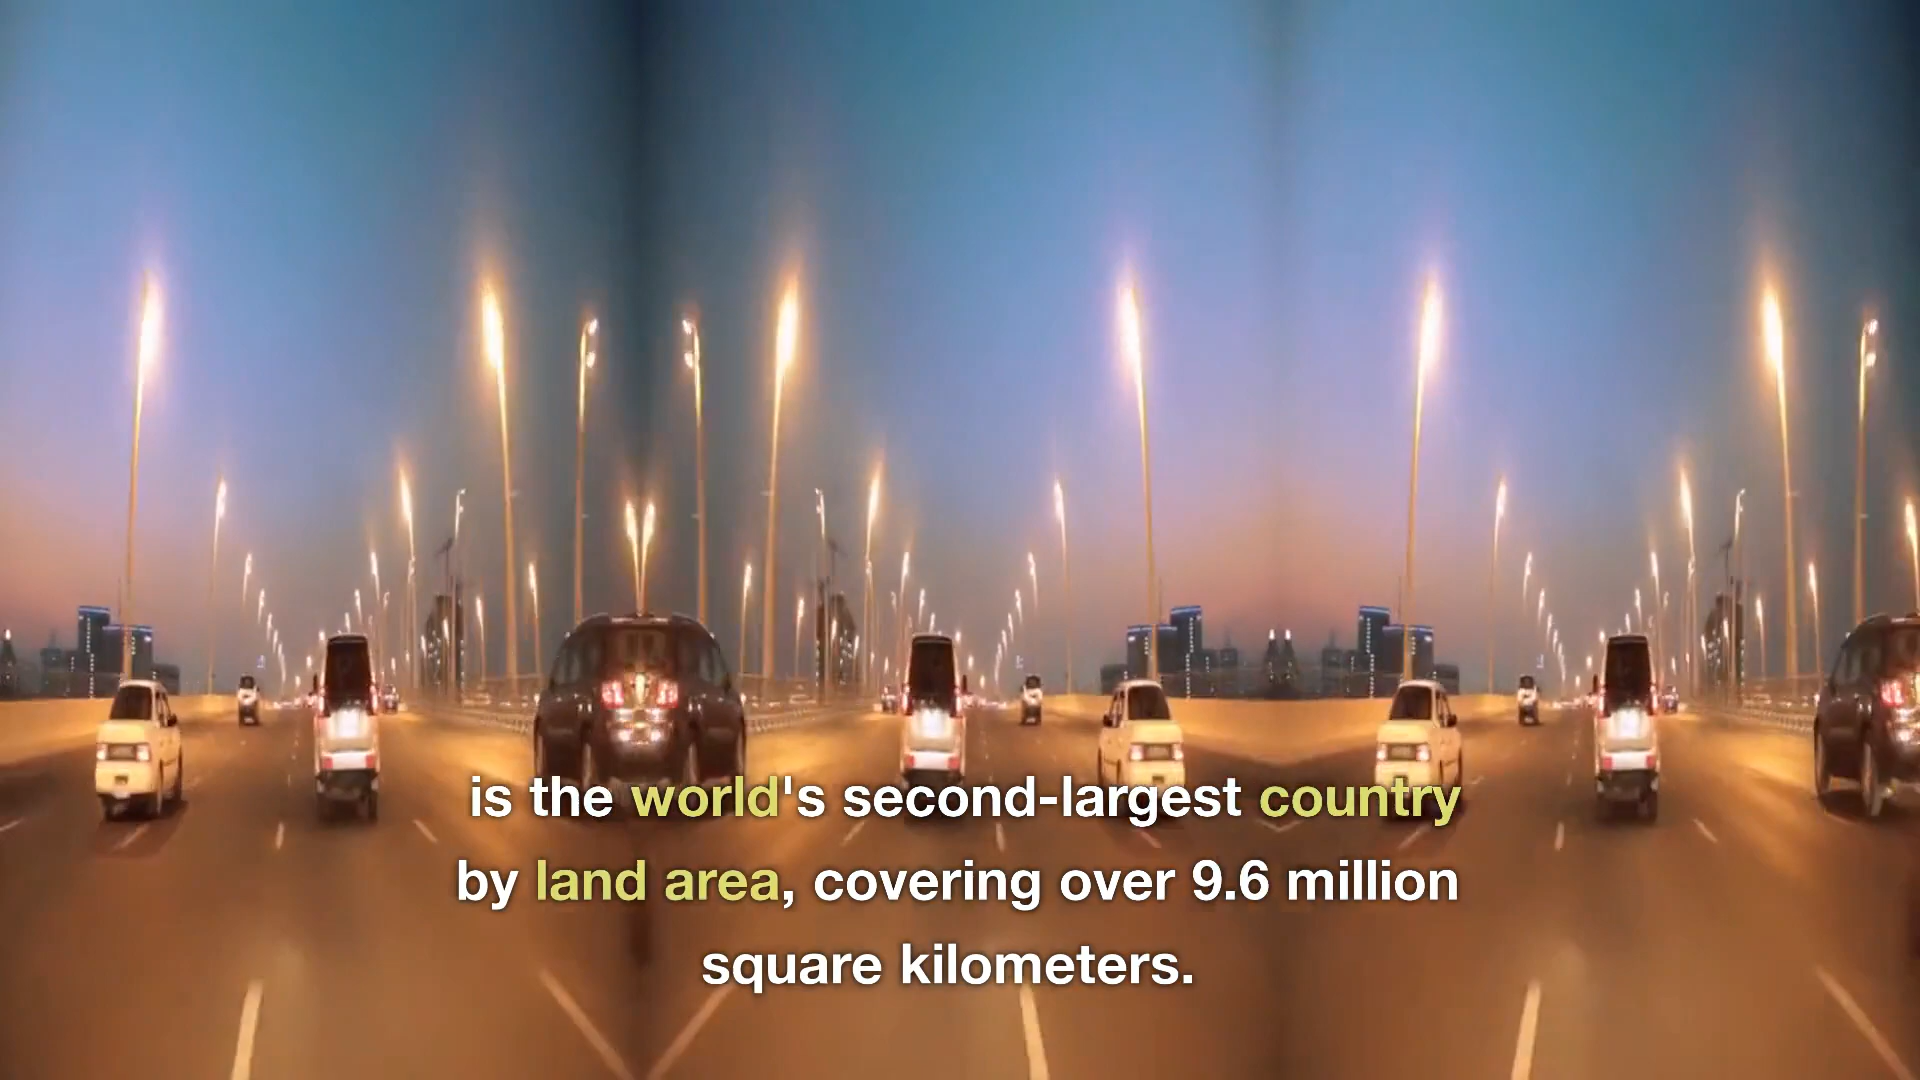 is the world's second-largest country
by land area, covering over 9.6 million
square kilometers.